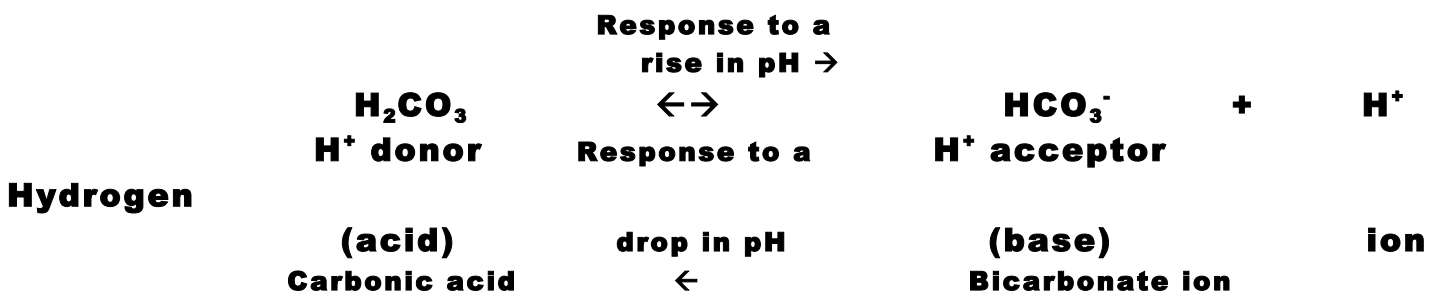 Response to a
rise in pH →
H₂CO₃ ←→ HCO₃⁻ + H⁺
H⁺ donor Response to a H⁺ acceptor
Hydrogen
(acid) drop in pH (base) ion
Carbonic acid ← Bicarbonate ion